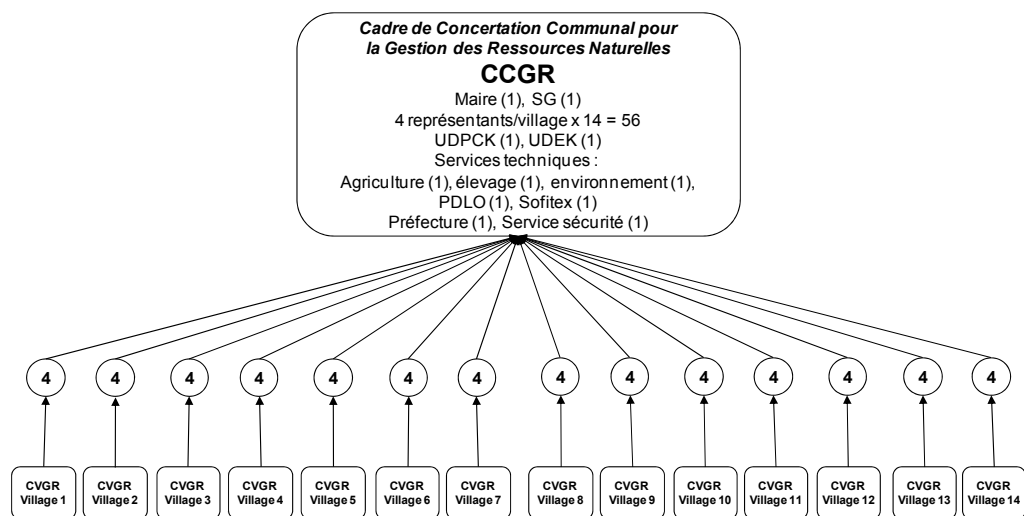 Cadre de Concertation Communal pour
la Gestion des Ressources Naturelles
CCGR
Maire (1), SG (1)
4 représentants/village x 14 = 56
UDPCK (1), UDEK (1)
Services techniques :
Agriculture (1), élevage (1), environnement (1),
PDLO (1), Sofitex (1)
Préfecture (1), Service sécurité (1)
4 4 4 4 4 4 4 4 4 4 4 4 4 4
CVGR CVGR CVGR CVGR CVGR CVGR CVGR CVGR CVGR CVGR CVGR CVGR CVGR CVGR
Village 1 Village 2 Village 3 Village 4 Village 5 Village 6 Village 7 Village 8 Village 9 Village 10 Village 11 Village 12 Village 13 Village 14